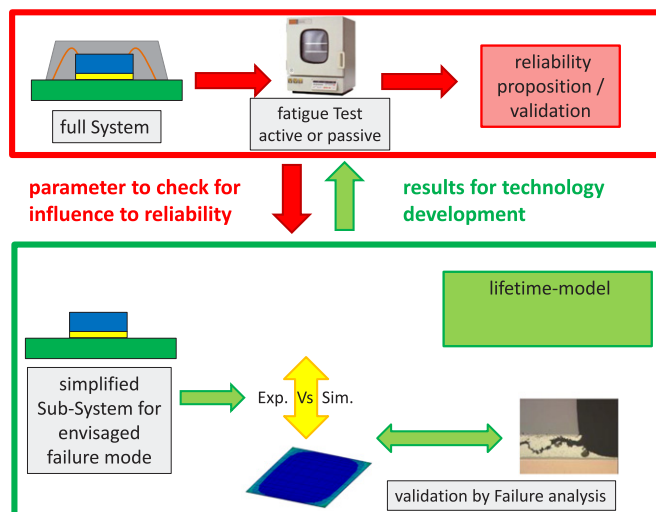 full System
fatigue Test
active or passive
reliability
proposition /
validation
parameter to check for
influence to reliability
results for technology
development
lifetime-model
simplified
Sub-System for
envisaged
failure mode
Exp. Vs Sim.
validation by Failure analysis